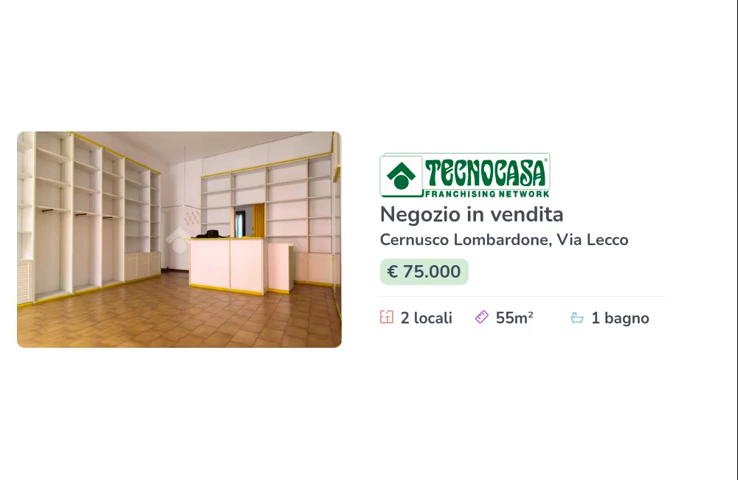 TECNOCASA
FRANCHISING NETWORK
Negozio in vendita
Cernusco Lombardone, Via Lecco
€ 75.000
2 locali 55m² 1 bagno